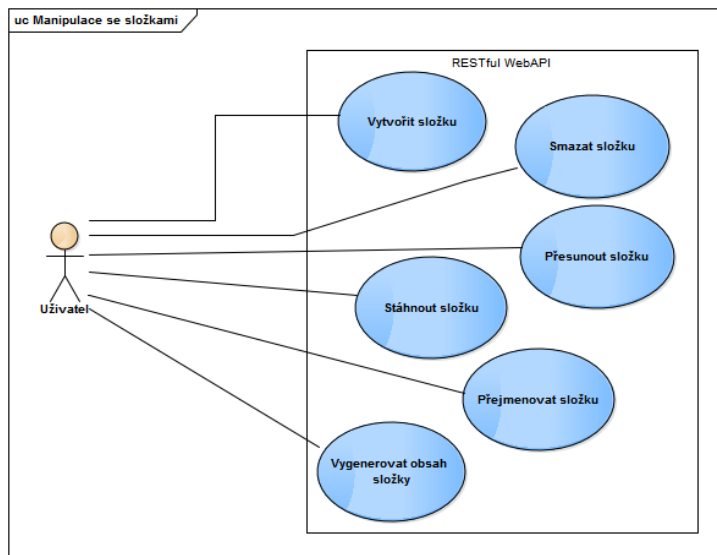 uc Manipulace se složkami
RESTful WebAPI
Vytvořit složku
Smazat složku
Přesunout složku
Stáhnout složku
Uživatel
Přejmenovat složku
Vygenerovat obsah
složky